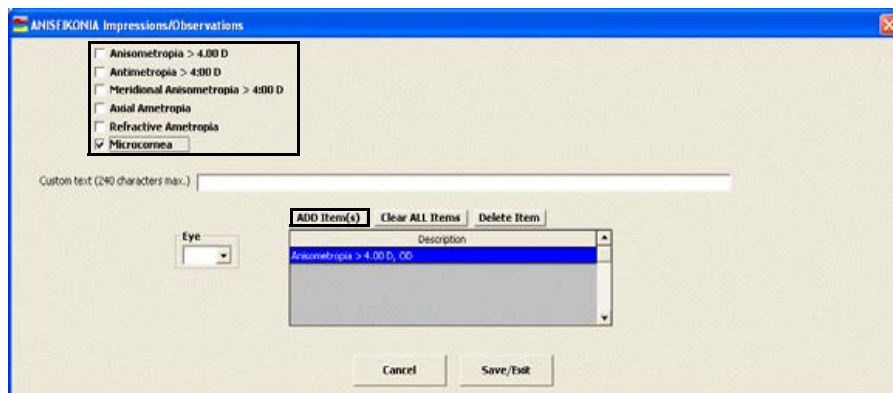 ANISEIKONIA Impressions/Observations
Anisometropia > 4.00 D
Antimetropia > 4:00 D
Meridional Anisometropia > 4:00 D
Axial Ametropia
Refractive Ametropia
Microcornea
Custom text (240 characters max.)
ADD Item(s) Clear ALL Items Delete Item
Eye
Description
Anisometropia > 4.00 D, OD
Cancel Save/Exit